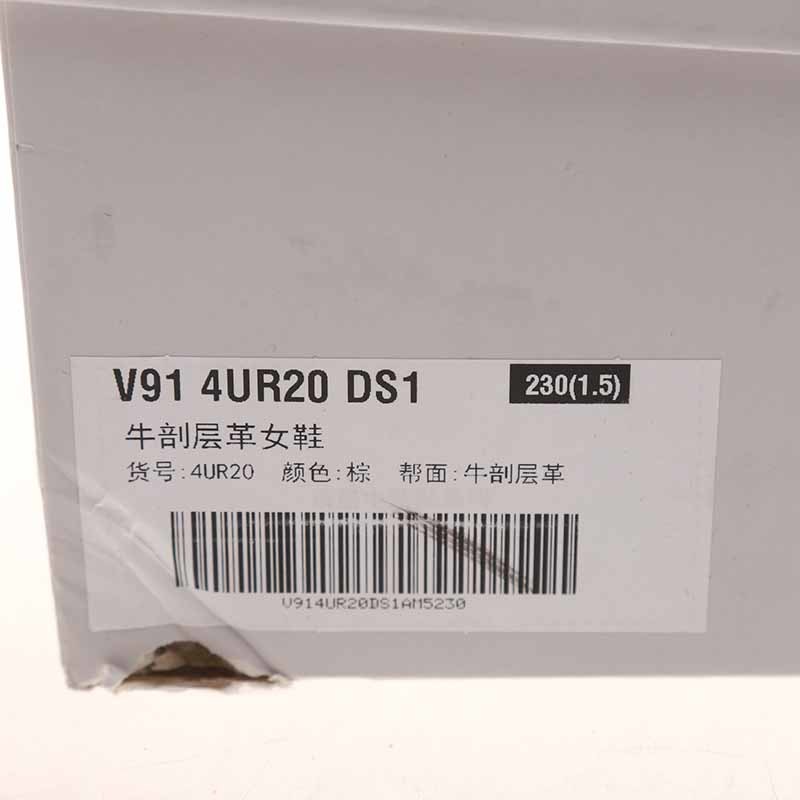 V91 4UR20 DS1 230(1.5)
牛剖层革女鞋
货号:4UR20 颜色:棕 帮面:牛剖层革
V914UR20DS1AM5230